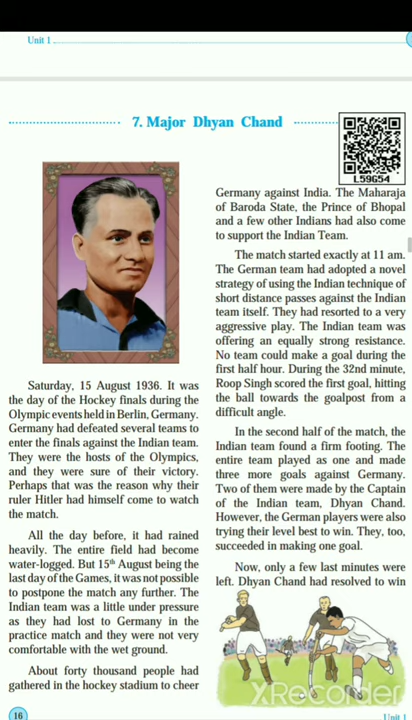 Unit 1
7. Major Dhyan Chand
L59G54
Saturday, 15 August 1936. It was
the day of the Hockey finals during the
Olympic events held in Berlin, Germany.
Germany had defeated several teams to
enter the finals against the Indian team.
They were the hosts of the Olympics,
and they were sure of their victory.
Perhaps that was the reason why their
ruler Hitler had himself come to watch
the match.
All the day before, it had rained
heavily. The entire field had become
water-logged. But 15th August being the
last day of the Games, it was not possible
to postpone the match any further. The
Indian team was a little under pressure
as they had lost to Germany in the
practice match and they were not very
comfortable with the wet ground.
About forty thousand people had
gathered in the hockey stadium to cheer
Germany against India. The Maharaja
of Baroda State, the Prince of Bhopal
and a few other Indians had also come
to support the Indian Team.
The match started exactly at 11 am.
The German team had adopted a novel
strategy of using the Indian technique of
short distance passes against the Indian
team itself. They had resorted to a very
aggressive play. The Indian team was
offering an equally strong resistance.
No team could make a goal during the
first half hour. During the 32nd minute,
Roop Singh scored the first goal, hitting
the ball towards the goalpost from a
difficult angle.
In the second half of the match, the
Indian team found a firm footing. The
entire team played as one and made
three more goals against Germany.
Two of them were made by the Captain
of the Indian team, Dhyan Chand.
However, the German players were also
trying their level best to win. They, too,
succeeded in making one goal.
Now, only a few last minutes were
left. Dhyan Chand had resolved to win
XRecorder
16
Unit 1